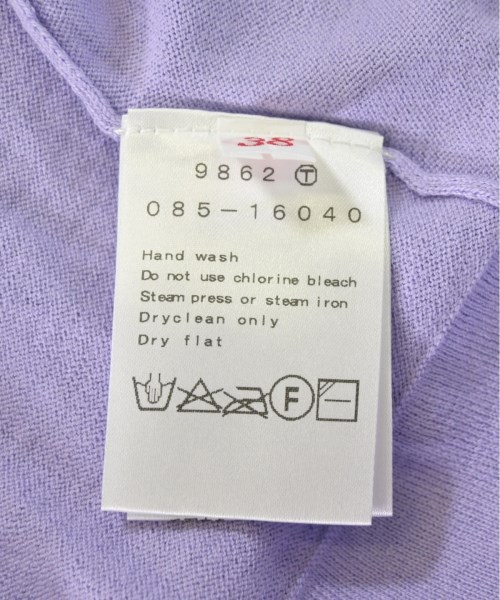 38
9862 Ⓣ
085-16040
Hand wash
Do not use chlorine bleach
Steam press or steam iron
Dryclean only
Dry flat
F